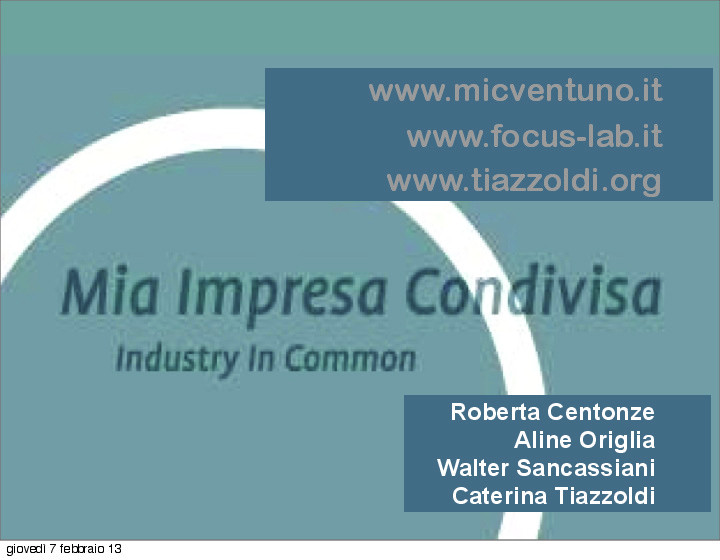 www.micventuno.it
www.focus-lab.it
www.tiazzoldi.org
Mia Impresa Condivisa
Industry In Common
Roberta Centonze
Aline Origlia
Walter Sancassiani
Caterina Tiazzoldi
giovedì 7 febbraio 13